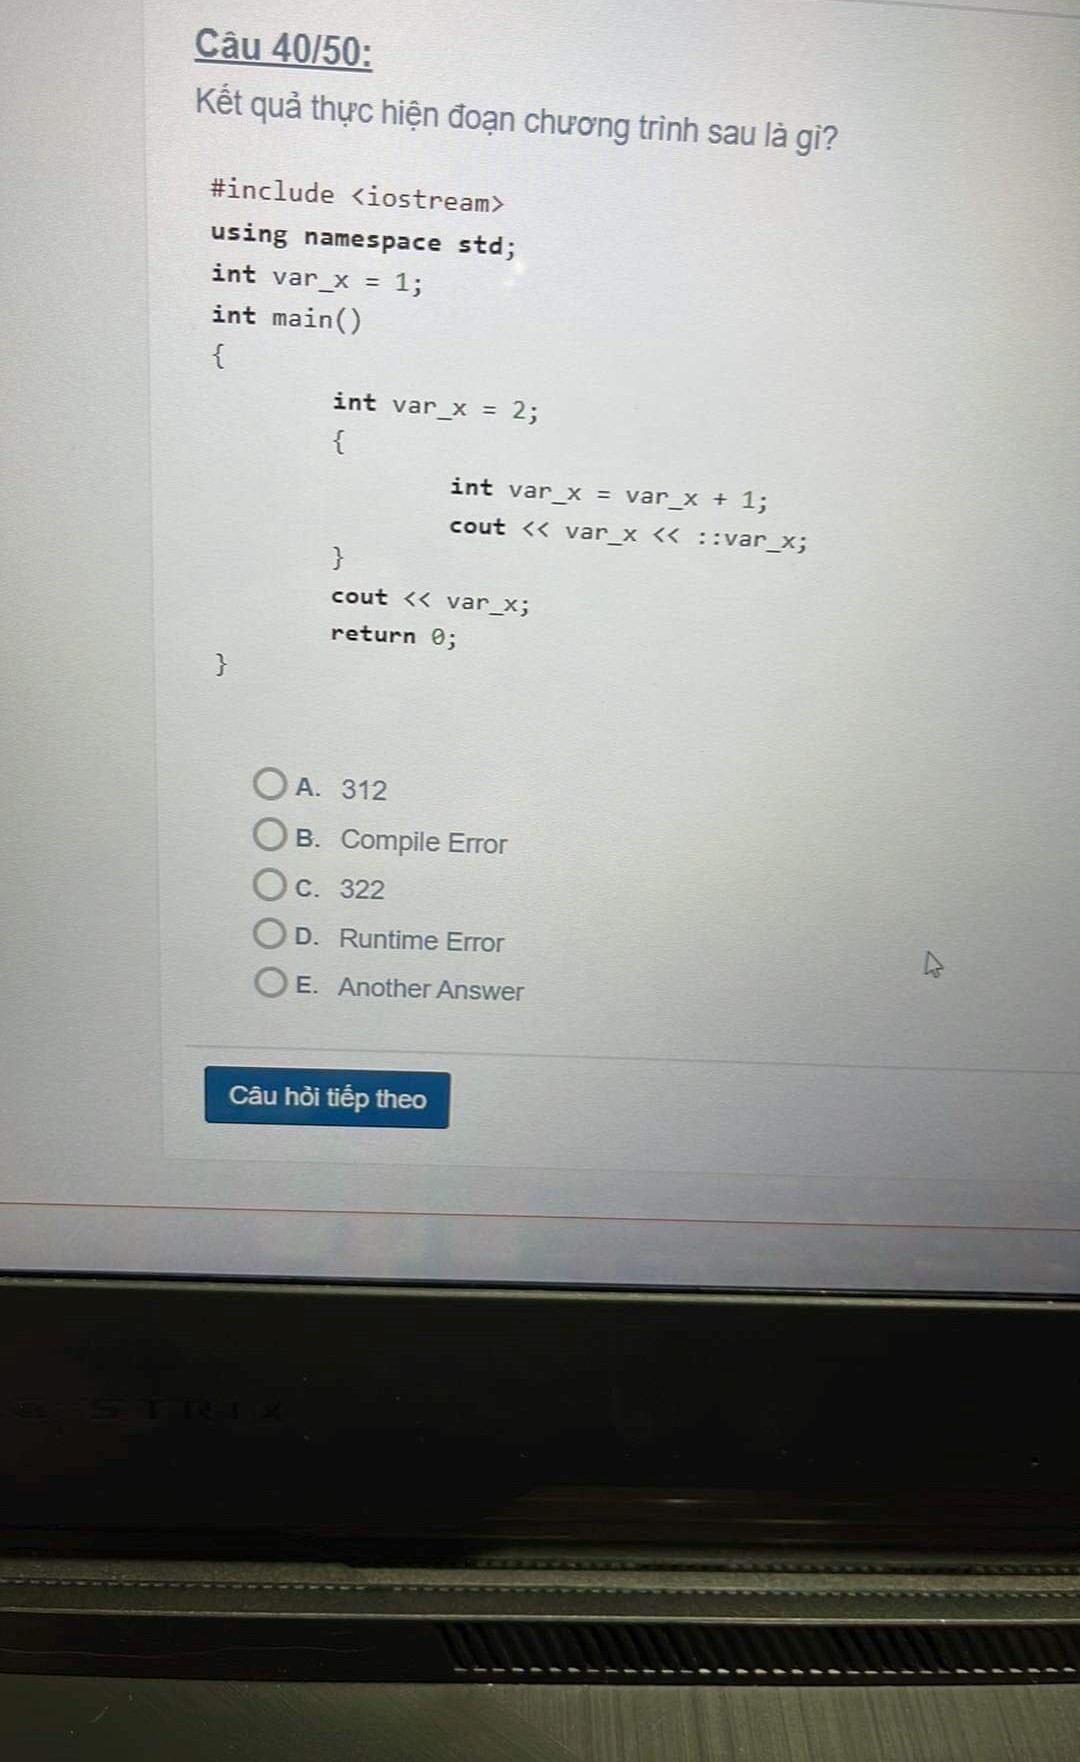 Câu 40/50:
Kết quả thực hiện đoạn chương trình sau là gì?
#include <iostream>
using namespace std;
int var_x = 1;
int main()
{
int var_x = 2;
{
int var_x = var_x + 1;
cout << var_x << ::var_x;
}
cout << var_x;
return 0;
}
A. 312
B. Compile Error
C. 322
D. Runtime Error
E. Another Answer
Câu hỏi tiếp theo
STRIX